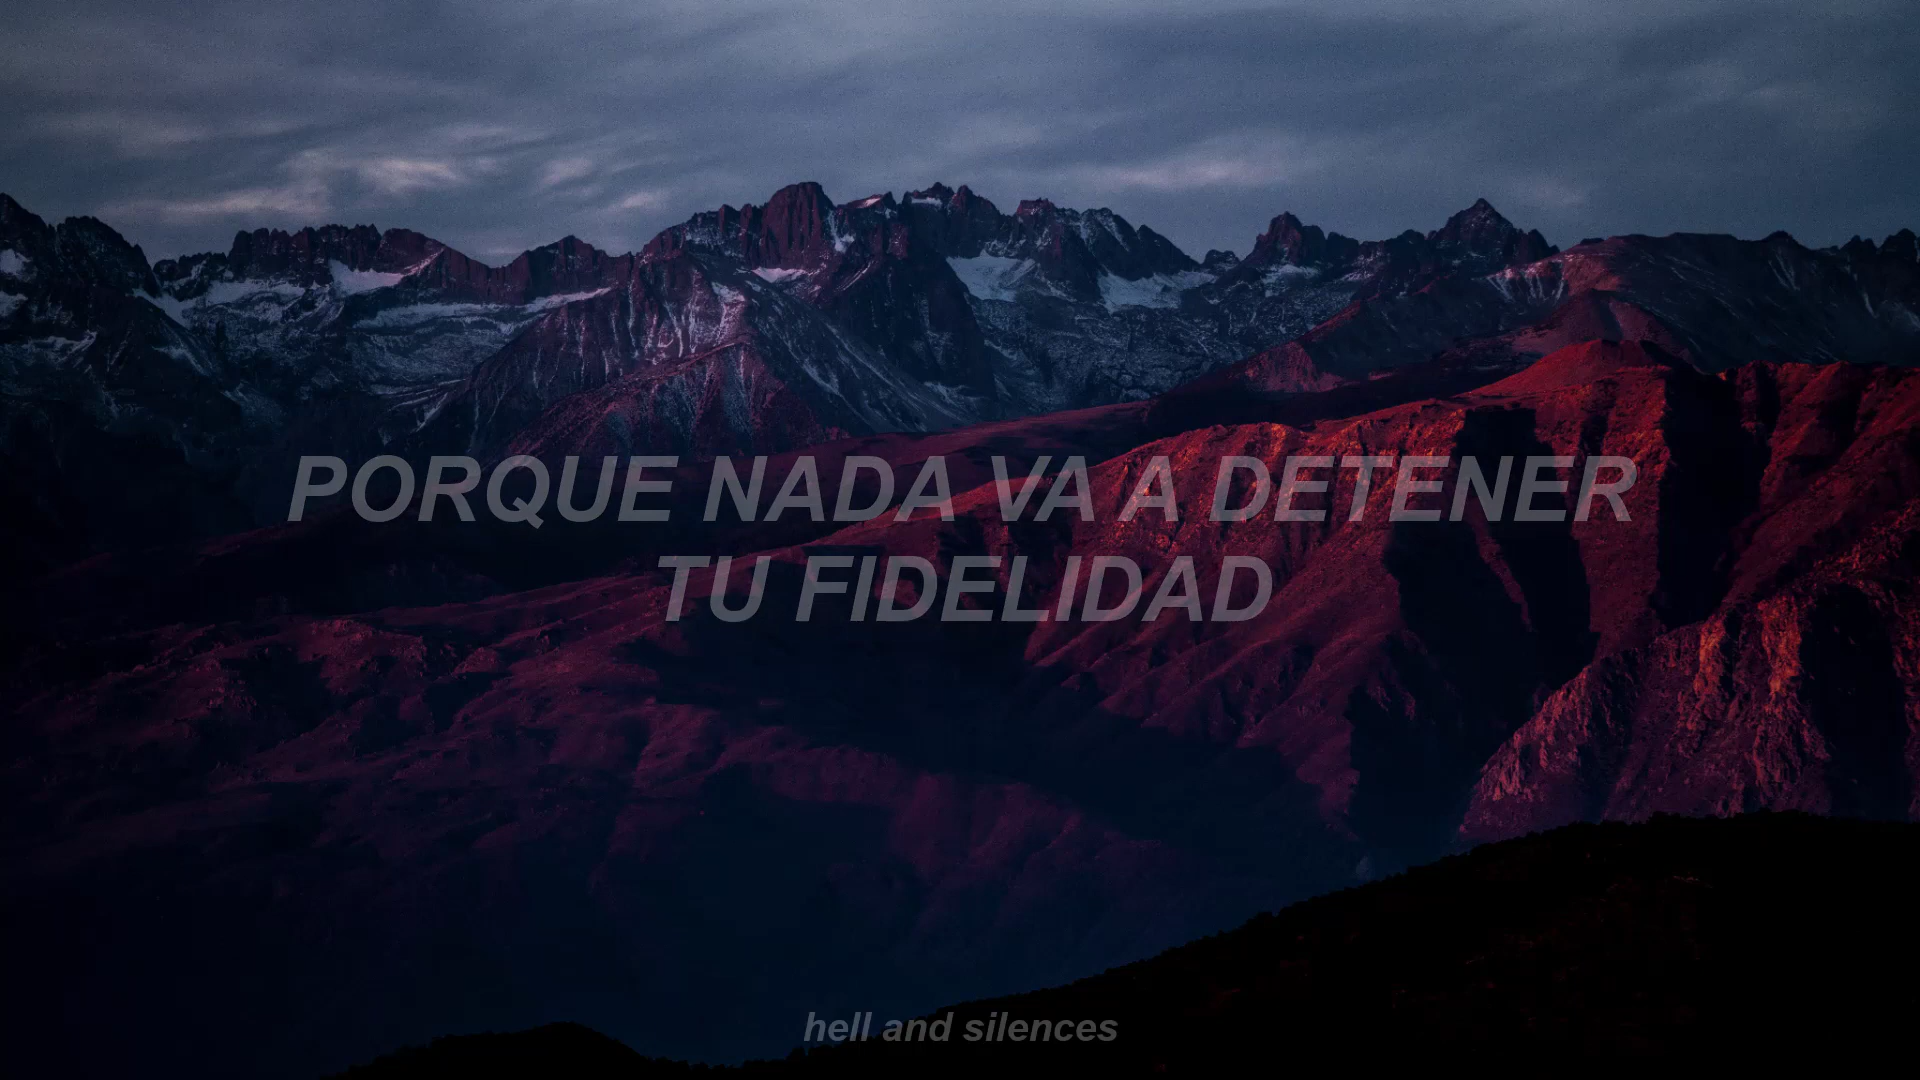 PORQUE NADA VA A DETENER
TU FIDELIDAD
hell and silences